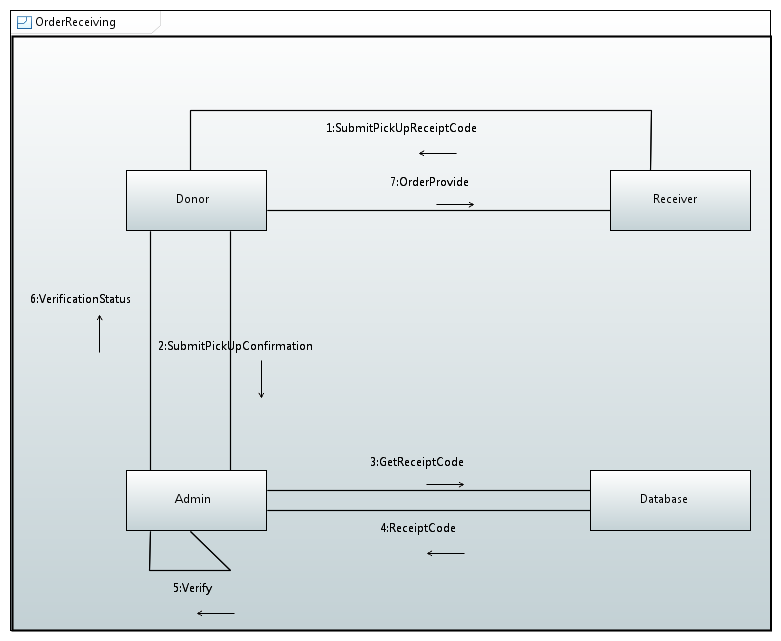 OrderReceiving
1:SubmitPickUpReceiptCode
7:OrderProvide
Donor
Receiver
6:VerificationStatus
2:SubmitPickUpConfirmation
3:GetReceiptCode
Admin
Database
4:ReceiptCode
5:Verify